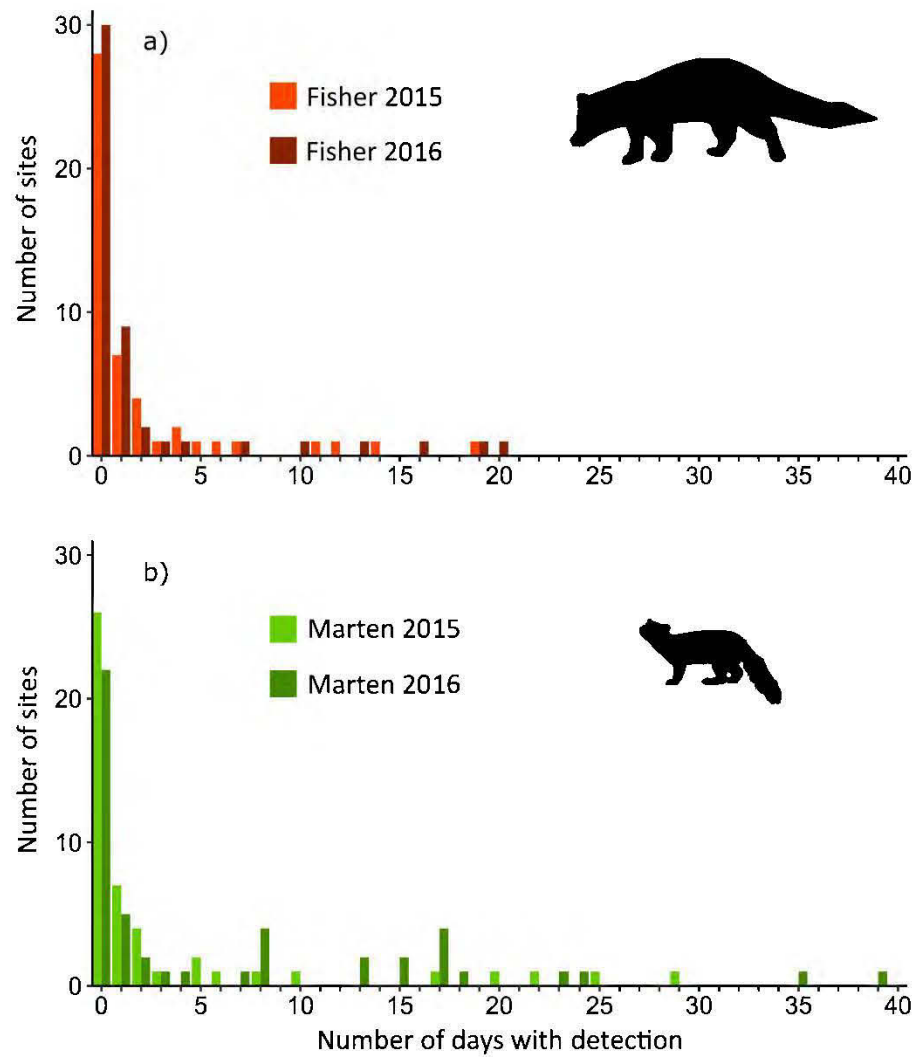 a)
30
20
10
0
Number of sites
Fisher 2015
Fisher 2016
0 5 10 15 20 25 30 35 40
b)
30
20
10
0
Number of sites
Marten 2015
Marten 2016
0 5 10 15 20 25 30 35 40
Number of days with detection